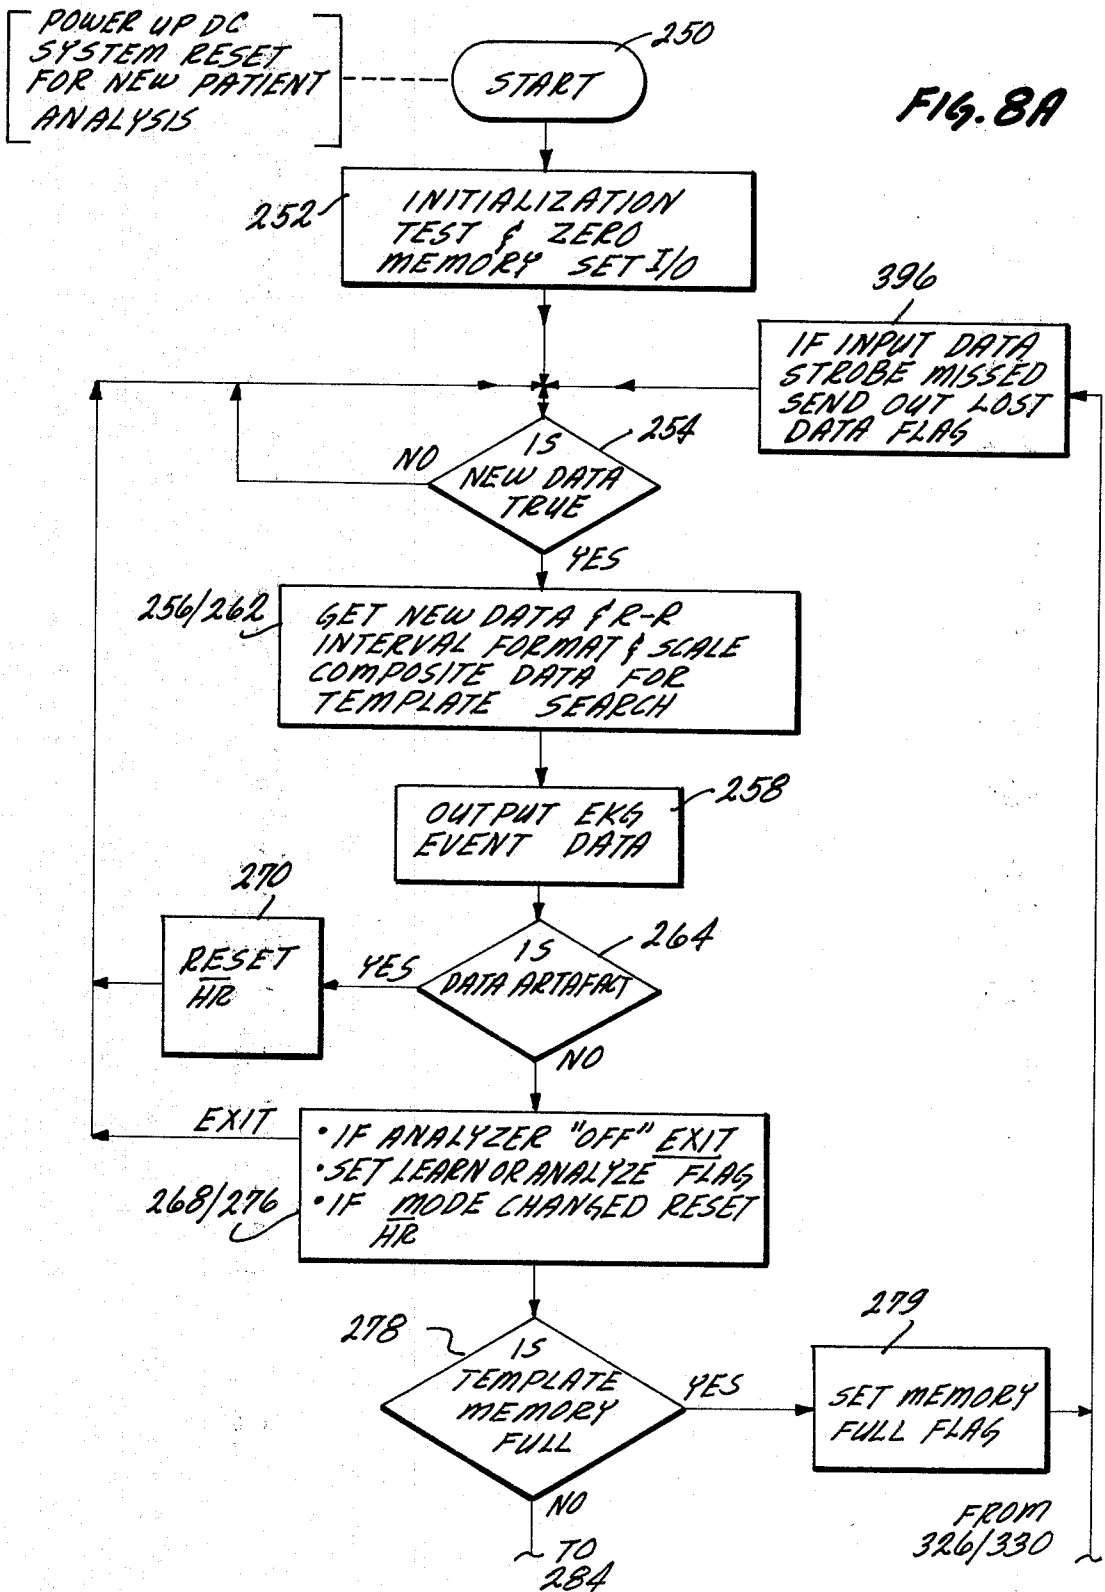 POWER UP DC
SYSTEM RESET
FOR NEW PATIENT
ANALYSIS
250
START
FIG. 8A
252
INITIALIZATION
TEST & ZERO
MEMORY SET I/O
396
IF INPUT DATA
STROBE MISSED
SEND OUT LOST
DATA FLAG
254
IS
NEW DATA
TRUE
NO
YES
256/262
GET NEW DATA & R-R
INTERVAL FORMAT & SCALE
COMPOSITE DATA FOR
TEMPLATE SEARCH
258
OUTPUT EKG
EVENT DATA
270
RESET
HR
YES
264
IS
DATA ARTAFACT
NO
EXIT
268/276
• IF ANALYZER "OFF" EXIT
• SET LEARN OR ANALYZE FLAG
• IF MODE CHANGED RESET
HR
278
IS
TEMPLATE
MEMORY
FULL
YES
279
SET MEMORY
FULL FLAG
NO
TO
284
FROM
326/330